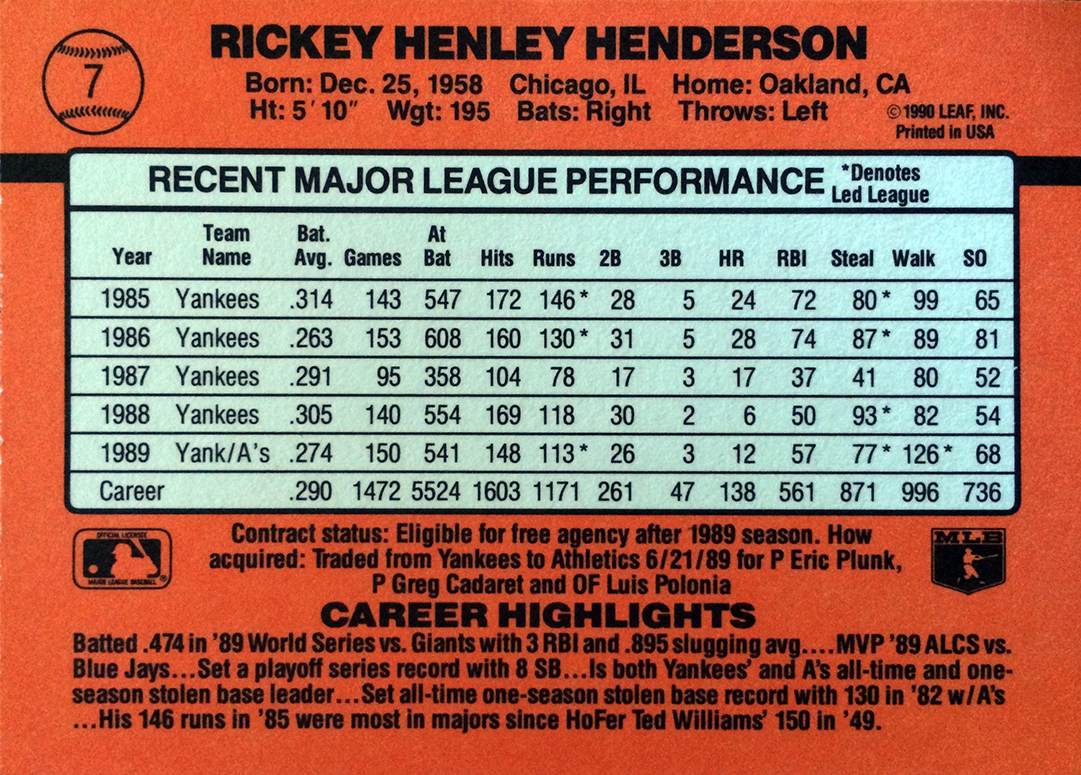 7
RICKEY HENLEY HENDERSON
Born: Dec. 25, 1958 Chicago, IL Home: Oakland, CA
Ht: 5' 10" Wgt: 195 Bats: Right Throws: Left
©1990 LEAF, INC.
Printed in USA
RECENT MAJOR LEAGUE PERFORMANCE *Denotes Led League
Year Team Name Bat. Avg. Games At Bat Hits Runs 2B 3B HR RBI Steal Walk SO
1985 Yankees .314 143 547 172 146* 28 5 24 72 80* 99 65
1986 Yankees .263 153 608 160 130* 31 5 28 74 87* 89 81
1987 Yankees .291 95 358 104 78 17 3 17 37 41 80 52
1988 Yankees .305 140 554 169 118 30 2 6 50 93* 82 54
1989 Yank/A's .274 150 541 148 113* 26 3 12 57 77* 126* 68
Career .290 1472 5524 1603 1171 261 47 138 561 871 996 736
OFFICIAL LICENSEE
MAJOR LEAGUE BASEBALL
®
MLB
Contract status: Eligible for free agency after 1989 season. How
acquired: Traded from Yankees to Athletics 6/21/89 for P Eric Plunk,
P Greg Cadaret and OF Luis Polonia
CAREER HIGHLIGHTS
Batted .474 in '89 World Series vs. Giants with 3 RBI and .895 slugging avg....MVP '89 ALCS vs.
Blue Jays...Set a playoff series record with 8 SB...Is both Yankees' and A's all-time and one-
season stolen base leader...Set all-time one-season stolen base record with 130 in '82 w/A's
...His 146 runs in '85 were most in majors since HoFer Ted Williams' 150 in '49.